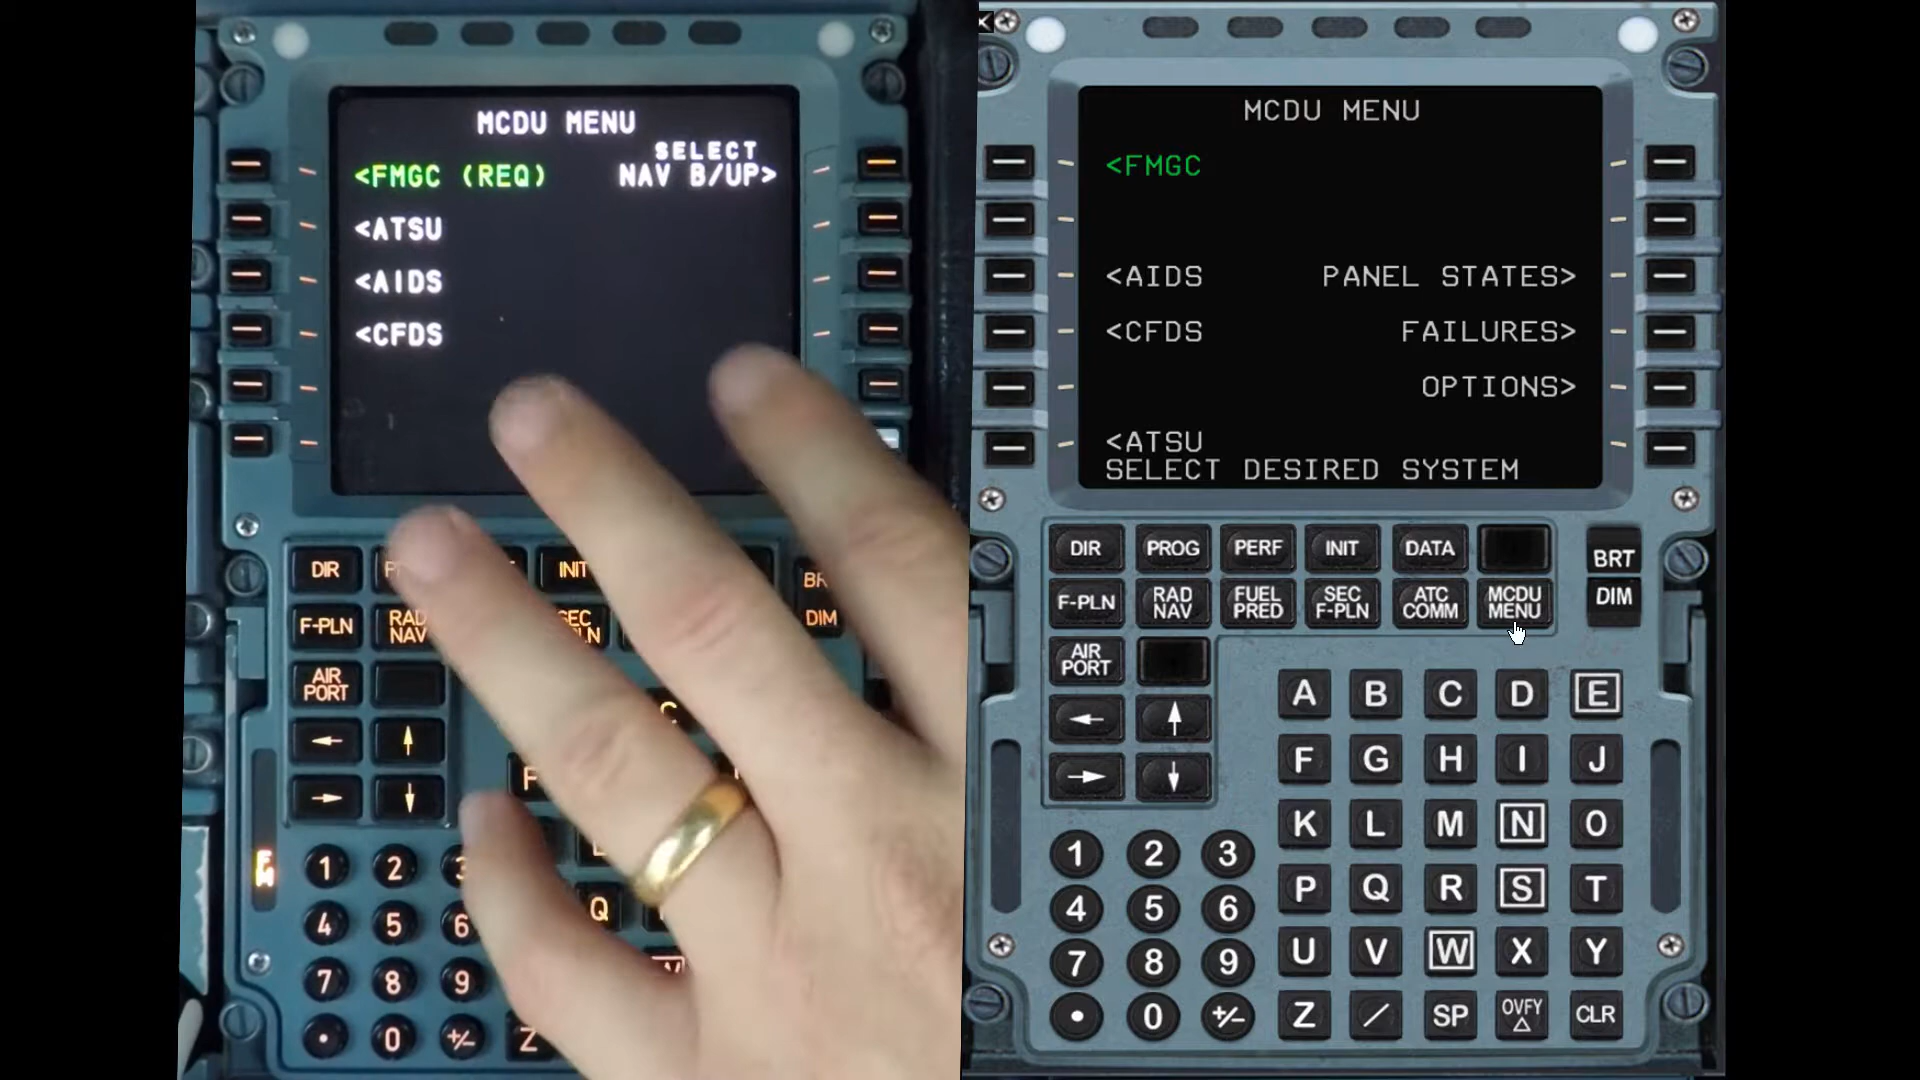 MCDU MENU
SELECT
<FMGC (REQ) NAV B/UP>
<ATSU
<AIDS
<CFDS
DIR
INIT
BR
F-PLN
RAD
NAV
SEC
DIM
AIR
PORT
← ↑
→ ↓
C
F
1 2 3
4 5 6
Q
7 8 9
• 0 +/- Z
MCDU MENU
<FMGC
<AIDS PANEL STATES>
<CFDS FAILURES>
OPTIONS>
<ATSU
SELECT DESIRED SYSTEM
DIR PROG PERF INIT DATA
BRT
F-PLN RAD NAV FUEL PRED SEC F-PLN ATC COMM MCDU MENU
DIM
AIR PORT
← ↑
→ ↓
A B C D E
F G H I J
K L M N O
P Q R S T
U V W X Y
Z / SP OVFY △ CLR
1 2 3
4 5 6
7 8 9
• 0 +/-